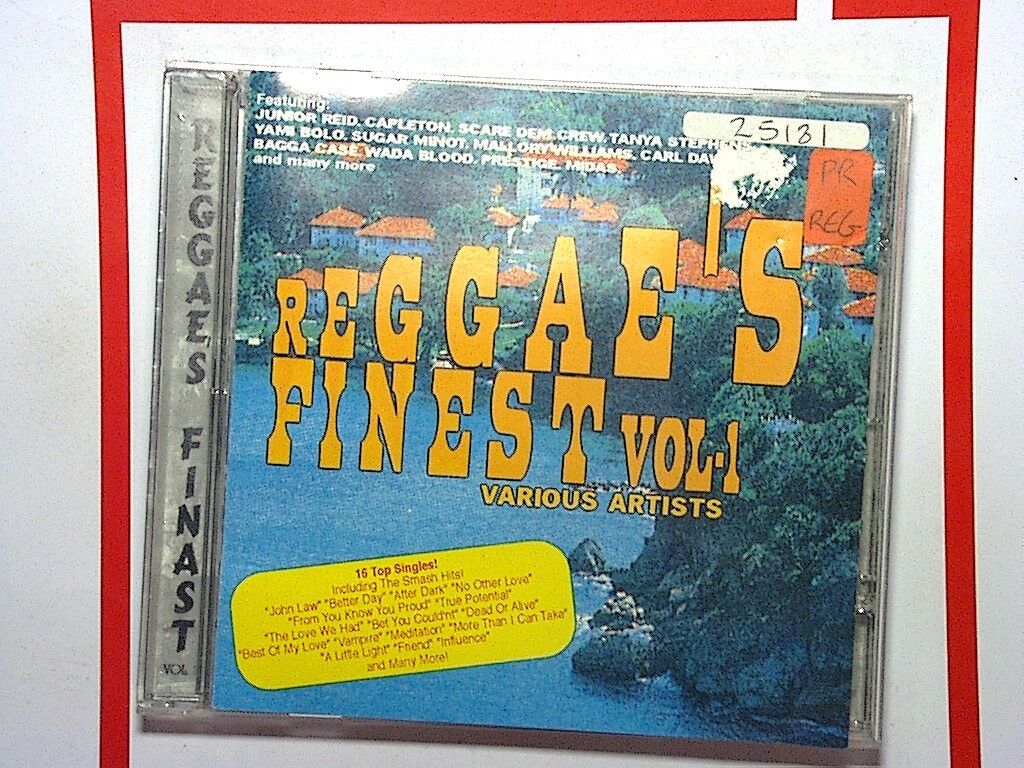 Featuring:
JUNIOR REID, CAPLETON, SCARE DEM CREW, TANYA STEPHENS,
YAMI BOLO, SUGAR MINOT, MALLORY WILLIAMS, CARL
BAGGA CASE, WADA BLOOD, PRESTIGE, MIDAS,
and many more
25131
PR
REG
REGGAE'S
FINEST VOL-1
VARIOUS ARTISTS
16 Top Singles!
Including The Smash Hits!
"John Law" "Better Day" "After Dark" "No Other Love"
"From You Know You Proud" "True Potential"
"The Love We Had" "Bet You Could'nt" "Dead Or Alive"
"Best Of My Love" "Vampire" "Meditation" "More Than I Can Take"
"A Little Light" "Friend" "Influence"
and Many More!
REGGAES FINAST
VOL